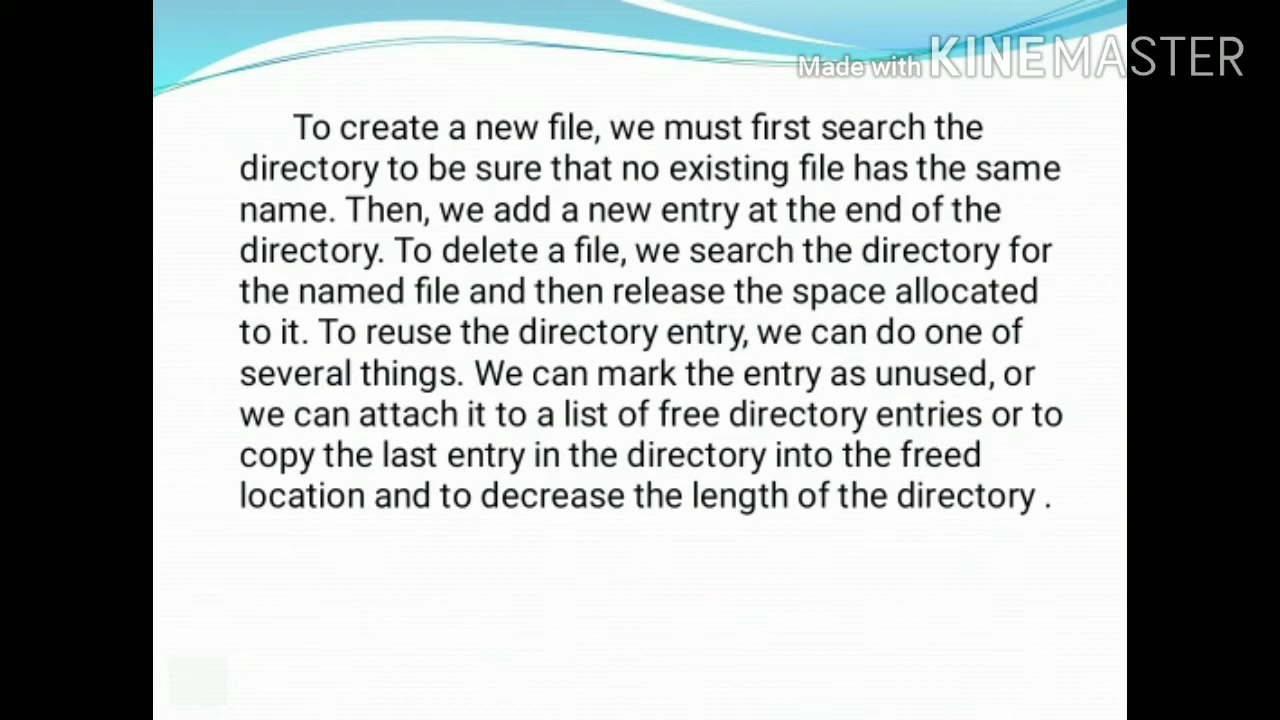 Made with KINEMASTER
To create a new file, we must first search the
directory to be sure that no existing file has the same
name. Then, we add a new entry at the end of the
directory. To delete a file, we search the directory for
the named file and then release the space allocated
to it. To reuse the directory entry, we can do one of
several things. We can mark the entry as unused, or
we can attach it to a list of free directory entries or to
copy the last entry in the directory into the freed
location and to decrease the length of the directory .